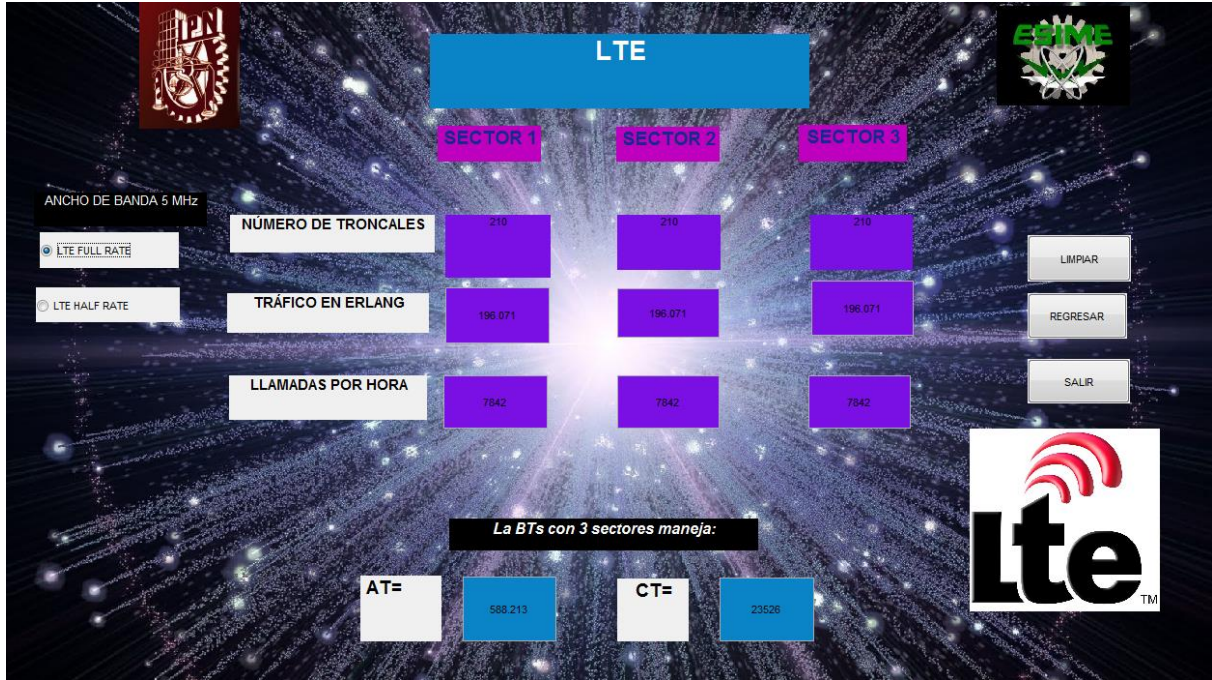 IPN
LTE
ESIME
SECTOR 1
SECTOR 2
SECTOR 3
ANCHO DE BANDA 5 MHz
LTE FULL RATE
LTE HALF RATE
NÚMERO DE TRONCALES
210
210
210
TRÁFICO EN ERLANG
196.071
196.071
196.071
LLAMADAS POR HORA
7842
7842
7842
LIMPIAR
REGRESAR
SALIR
La BTs con 3 sectores maneja:
AT=
588.213
CT=
23526
Lte
TM